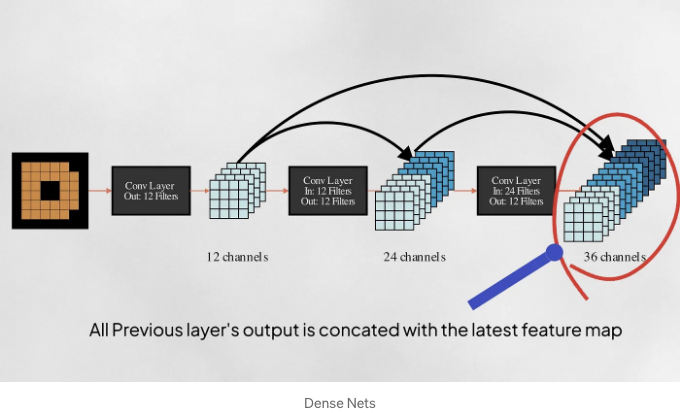 Conv Layer
Out: 12 Filters
Conv Layer
In: 12 Filters
Out: 12 Filters
Conv Layer
In: 24 Filters
Out: 12 Filters
12 channels
24 channels
36 channels
All Previous layer's output is concated with the latest feature map
Dense Nets